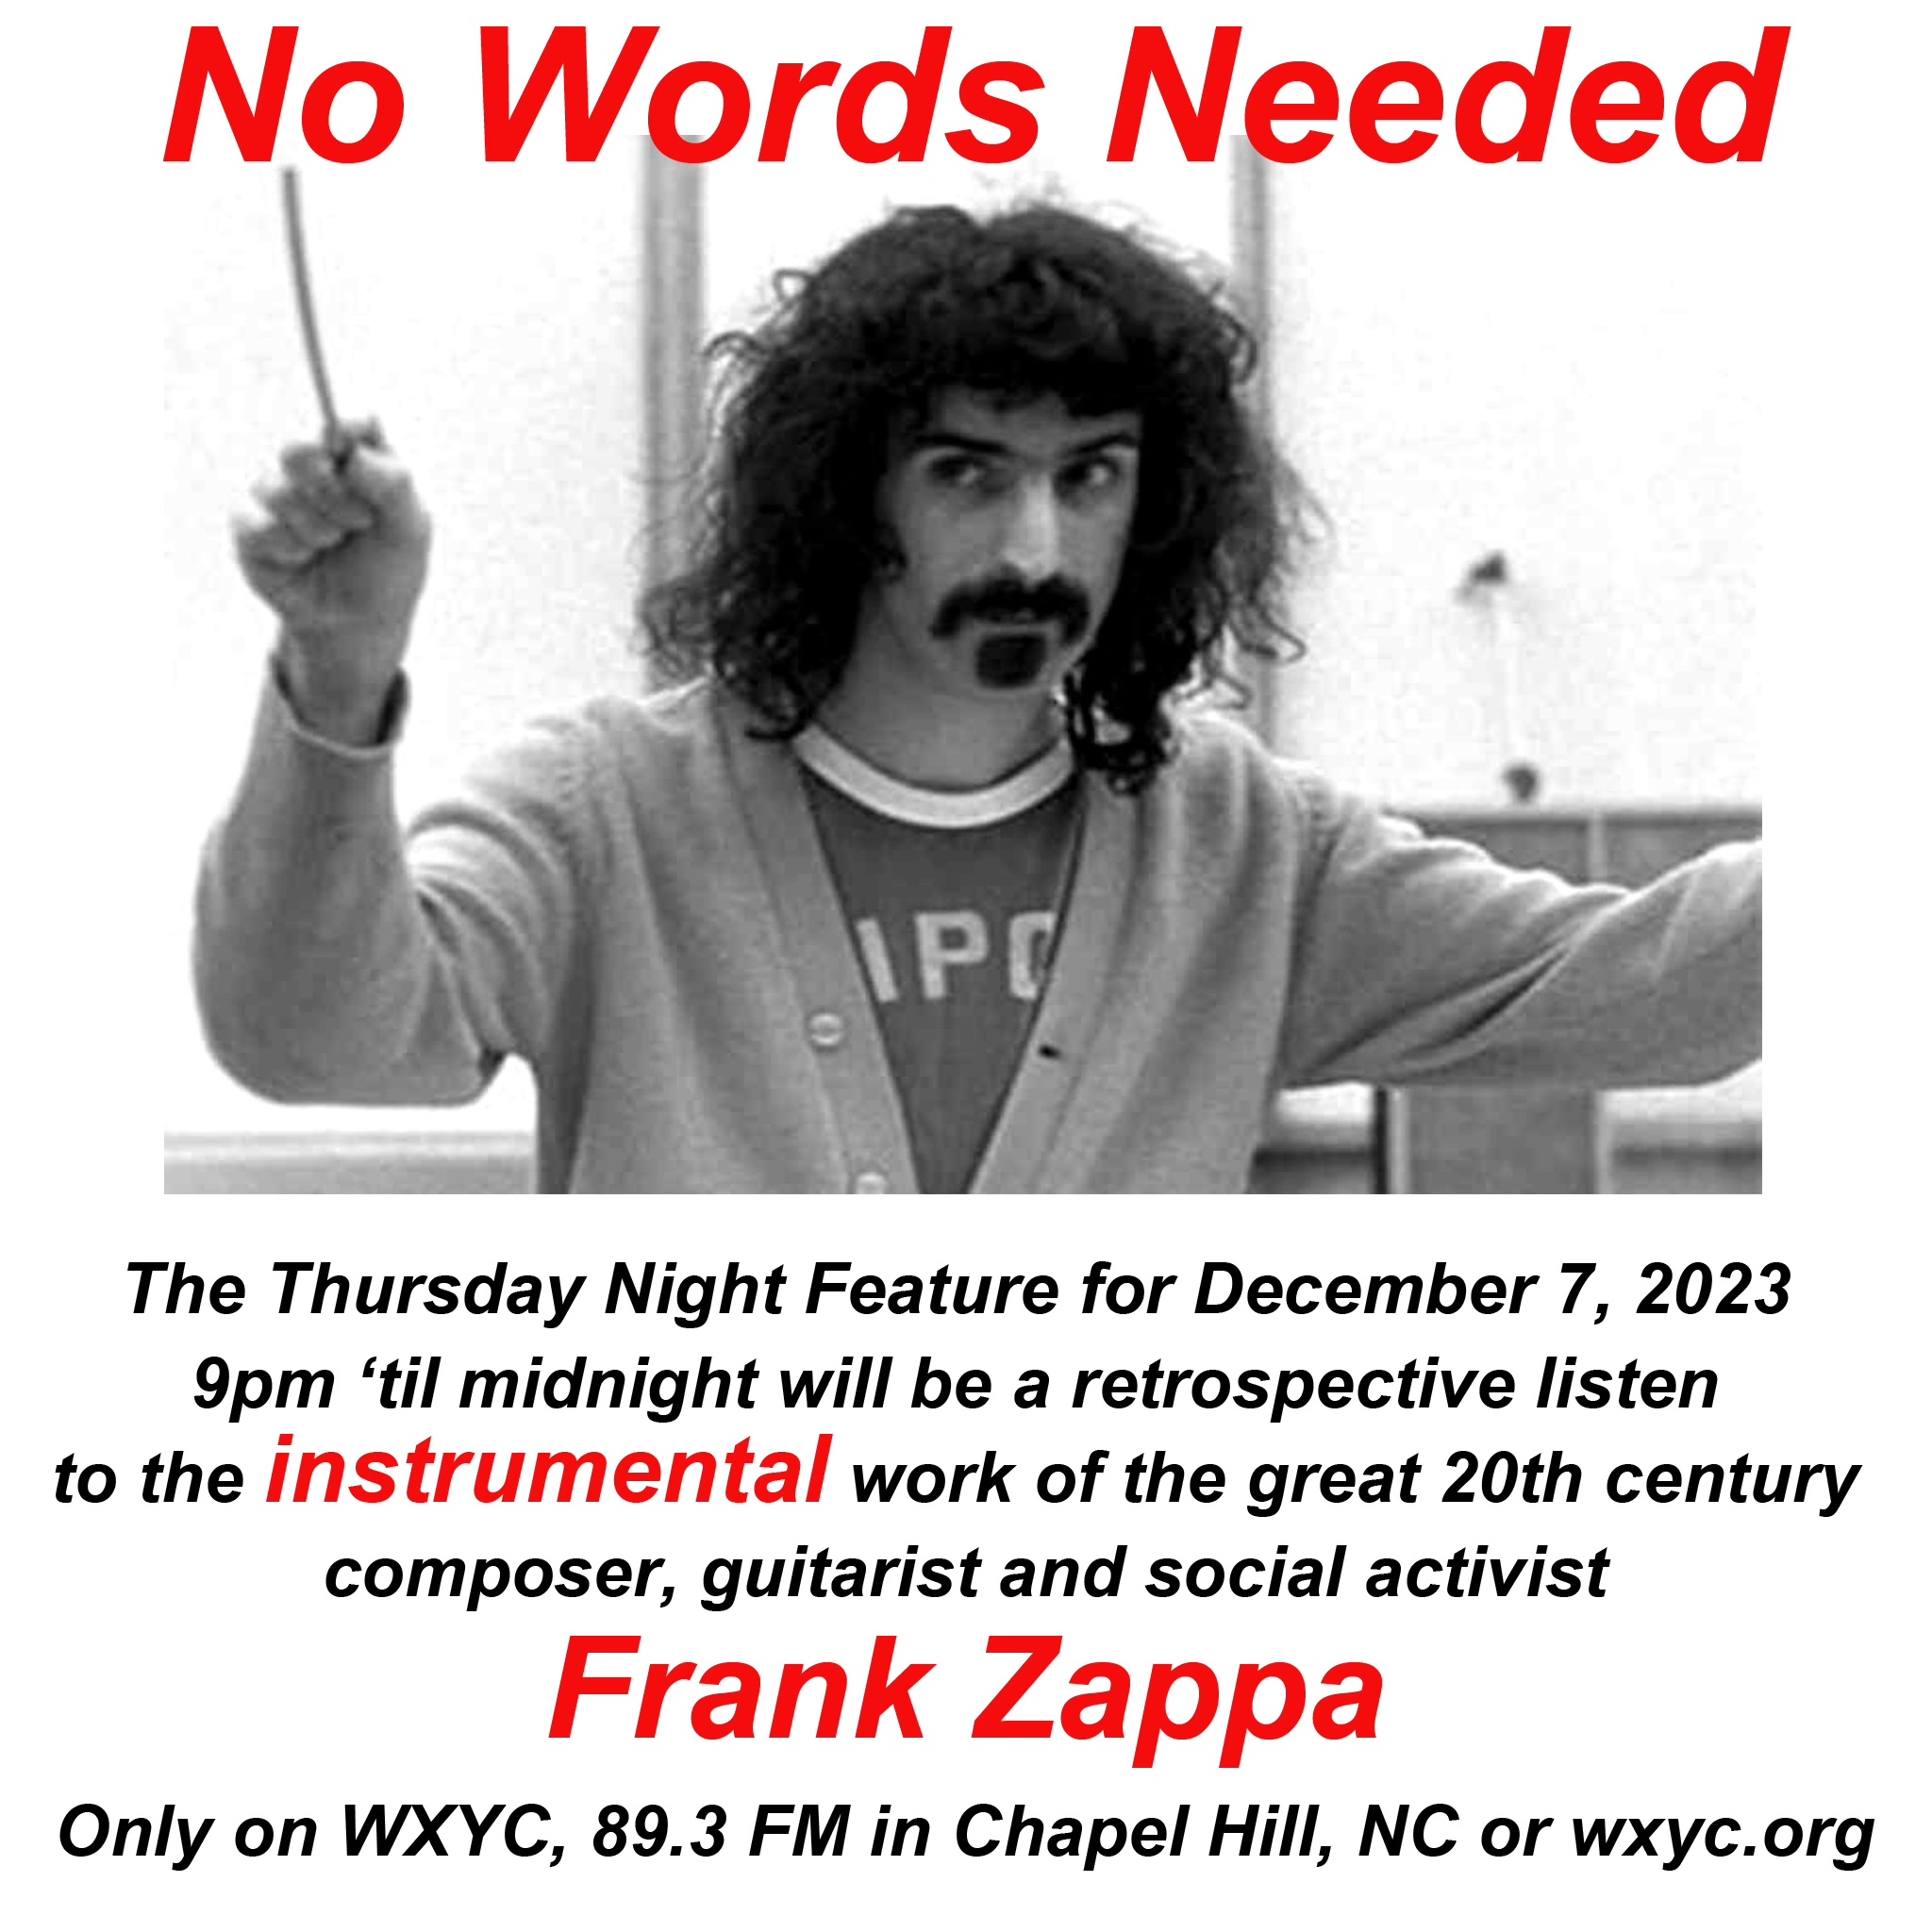 No Words Needed
IPO
The Thursday Night Feature for December 7, 2023
9pm ‘til midnight will be a retrospective listen
to the instrumental work of the great 20th century
composer, guitarist and social activist
Frank Zappa
Only on WXYC, 89.3 FM in Chapel Hill, NC or wxyc.org